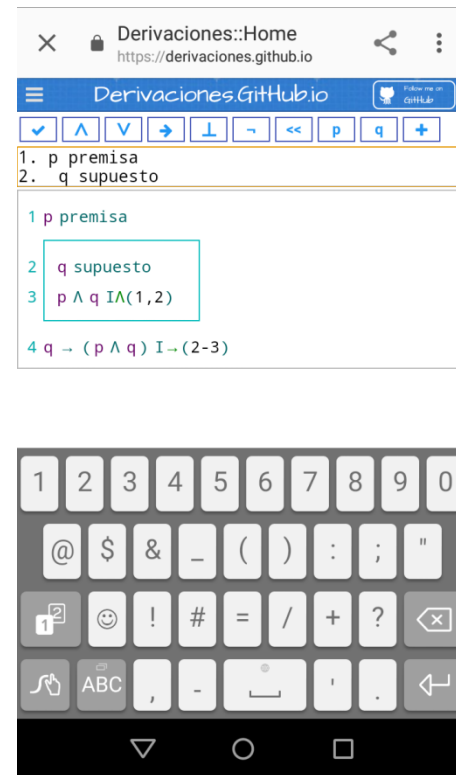 Derivaciones::Home
https://derivaciones.github.io
Derivaciones.GitHub.io
Follow me on
GitHub
✔ ∧ ∨ → ⊥ ¬ << p q +
1. p premisa
2.  q supuesto
1 p premisa
2 q supuesto
3 p ∧ q I∧(1,2)
4 q → ( p ∧ q ) I→(2-3)
1 2 3 4 5 6 7 8 9 0
@ $ & _ ( ) : ; "
1 2 ! # = / + ?
ABC , - ' .